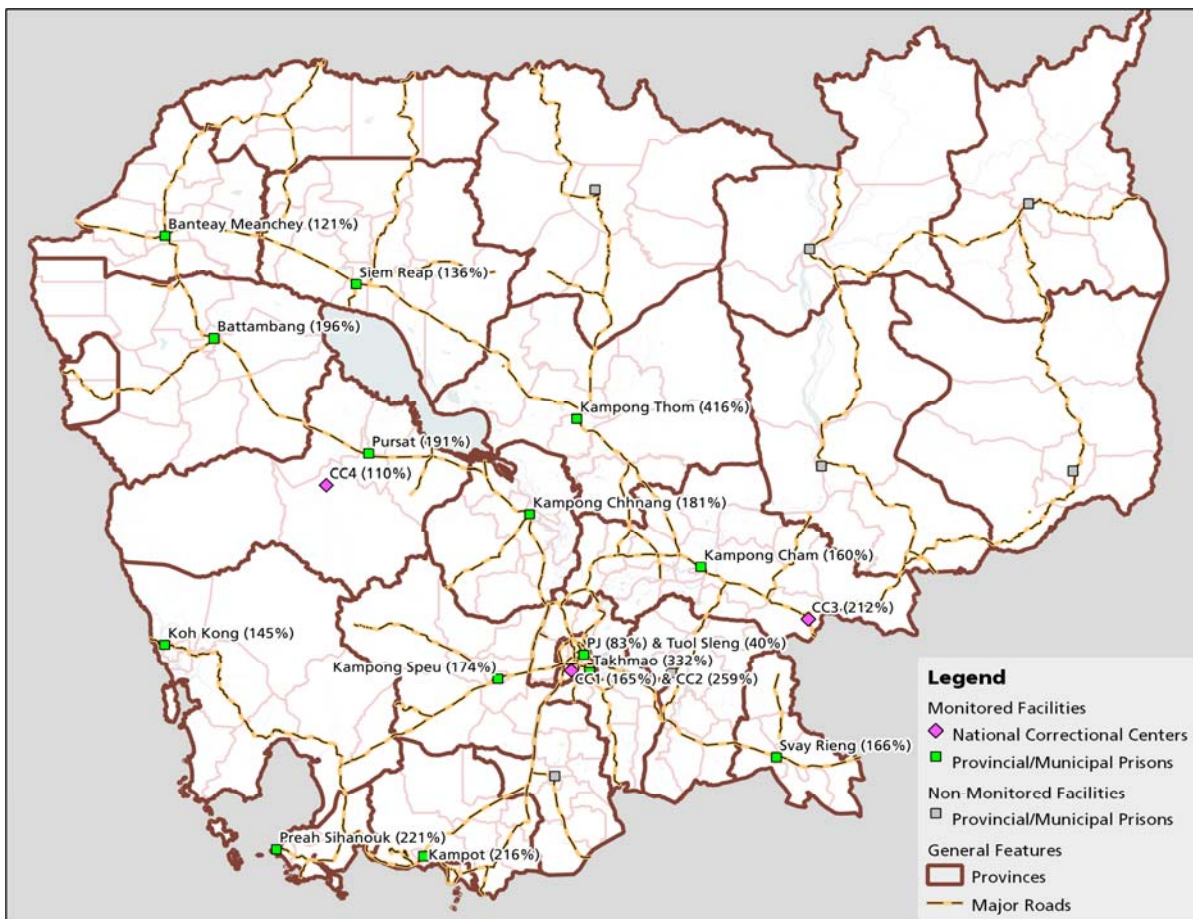 Banteay Meanchey (121%)
Siem Reap (136%)
Battambang (196%)
Kampong Thom (416%)
Pursat (191%)
CC4 (110%)
Kampong Chhnang (181%)
Kampong Cham (160%)
CC3 (212%)
Koh Kong (145%)
PJ (83%) & Tuol Sleng (40%)
Takhmao (332%)
Kampong Speu (174%)
CC1 (165%) & CC2 (259%)
Svay Rieng (166%)
Preah Sihanouk (221%)
Kampot (216%)
Legend
Monitored Facilities
National Correctional Centers
Provincial/Municipal Prisons
Non-Monitored Facilities
Provincial/Municipal Prisons
General Features
Provinces
Major Roads